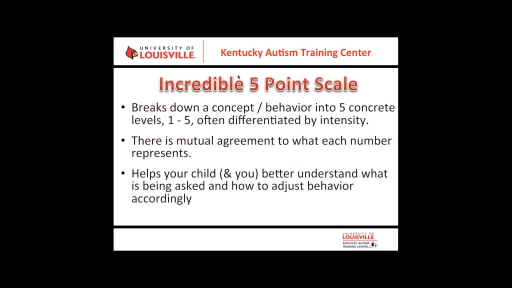 UNIVERSITY OF
LOUISVILLE
Kentucky Autism Training Center
Incredible 5 Point Scale
• Breaks down a concept / behavior into 5 concrete
levels, 1 - 5, often differentiated by intensity.
• There is mutual agreement to what each number
represents.
• Helps your child (& you) better understand what
is being asked and how to adjust behavior
accordingly
UNIVERSITY OF
LOUISVILLE
KENTUCKY AUTISM
TRAINING CENTER